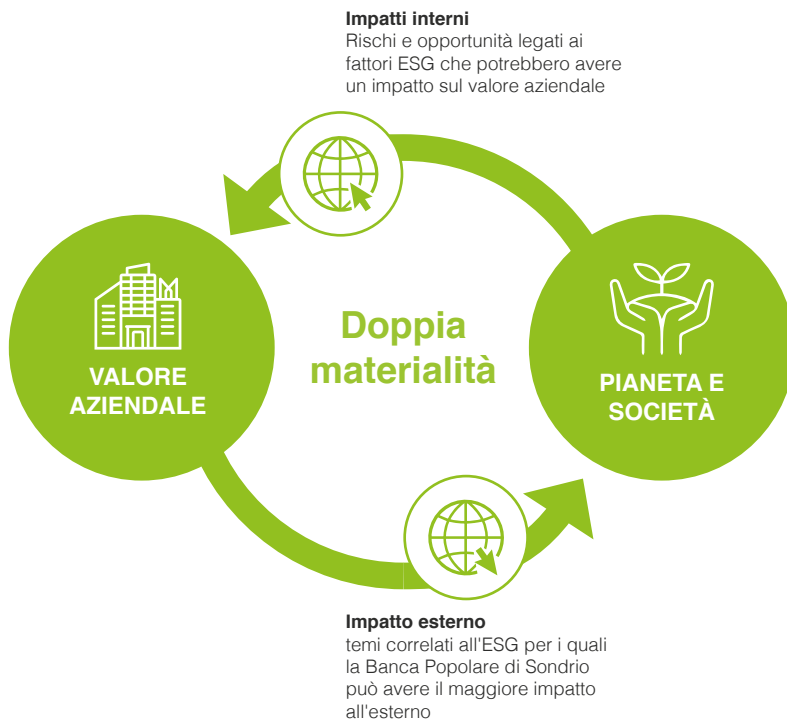 Impatti interni
Rischi e opportunità legati ai
fattori ESG che potrebbero avere
un impatto sul valore aziendale
Doppia
materialità
VALORE
AZIENDALE
PIANETA E
SOCIETÀ
Impatto esterno
temi correlati all'ESG per i quali
la Banca Popolare di Sondrio
può avere il maggiore impatto
all'esterno